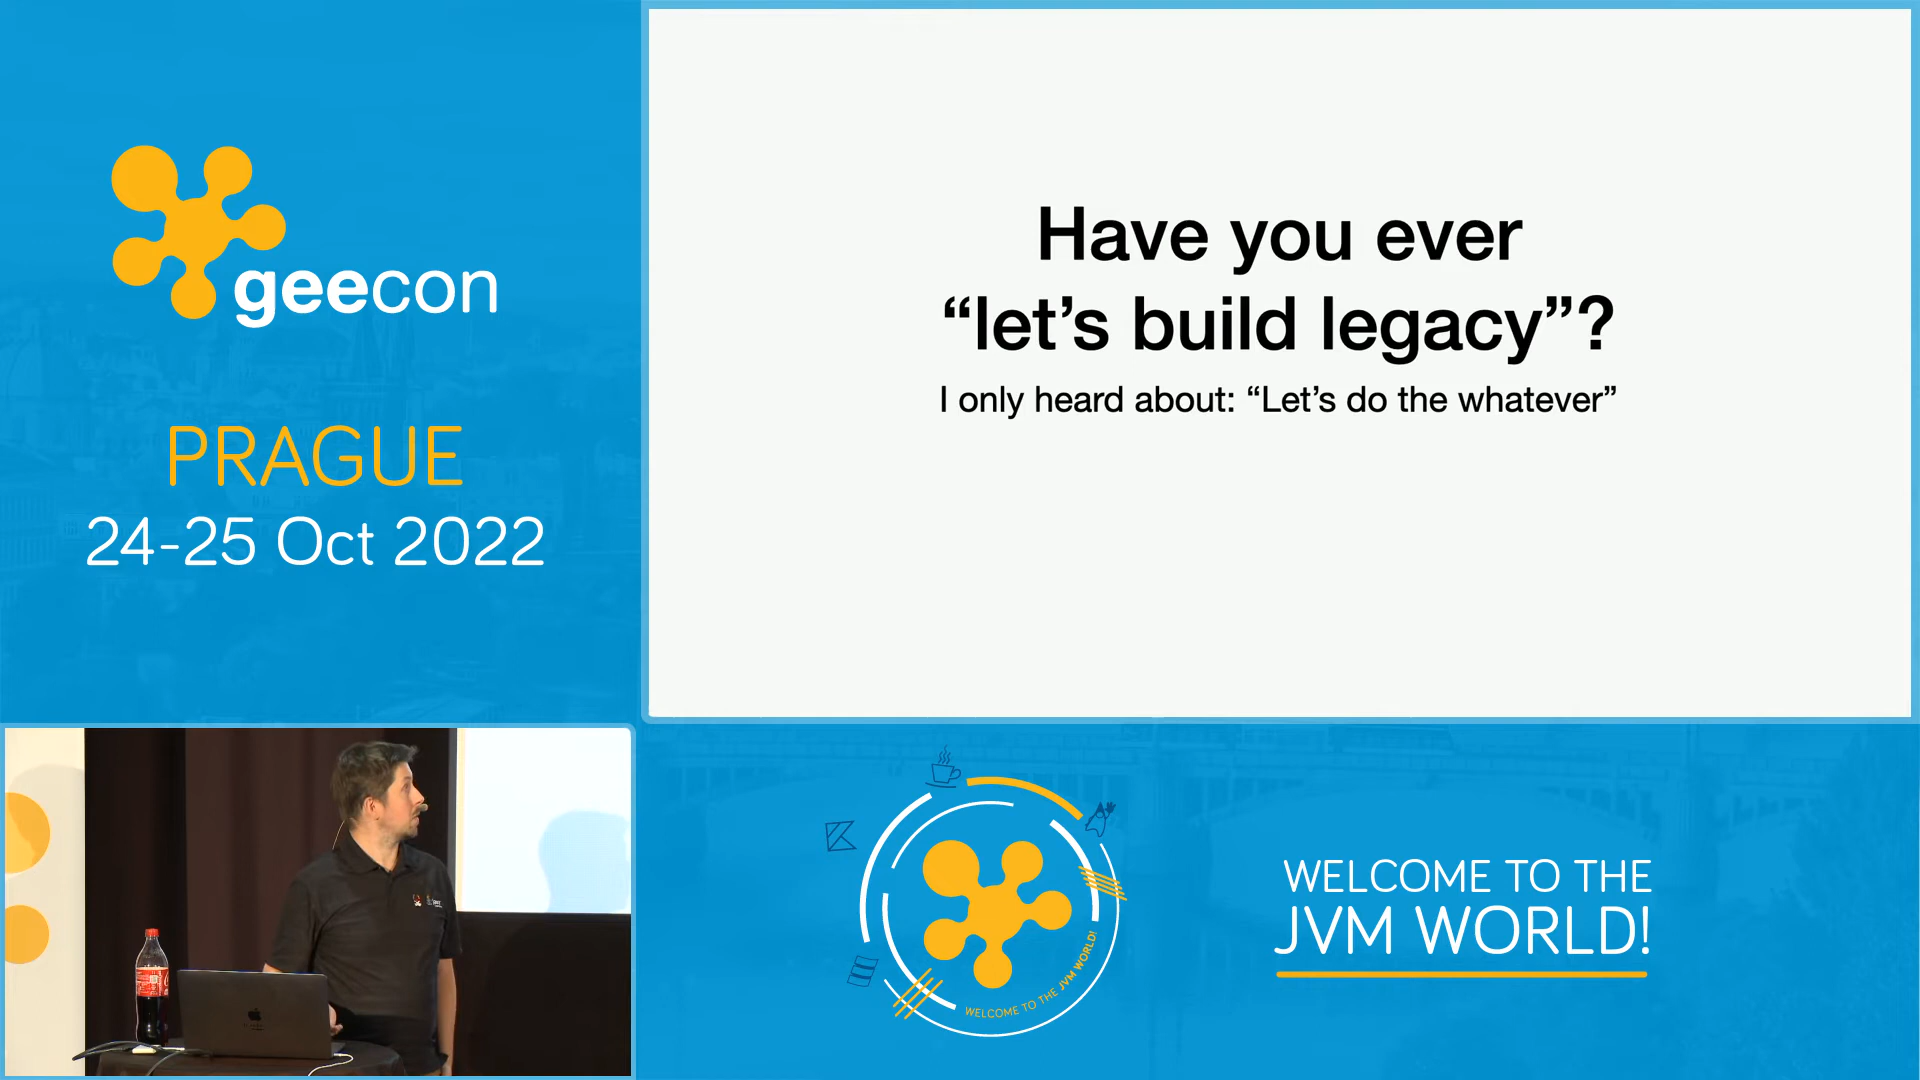 geecon
PRAGUE
24-25 Oct 2022
Have you ever
“let’s build legacy”?
I only heard about: “Let’s do the whatever”
WELCOME TO THE JVM WORLD!
WELCOME TO THE
JVM WORLD!